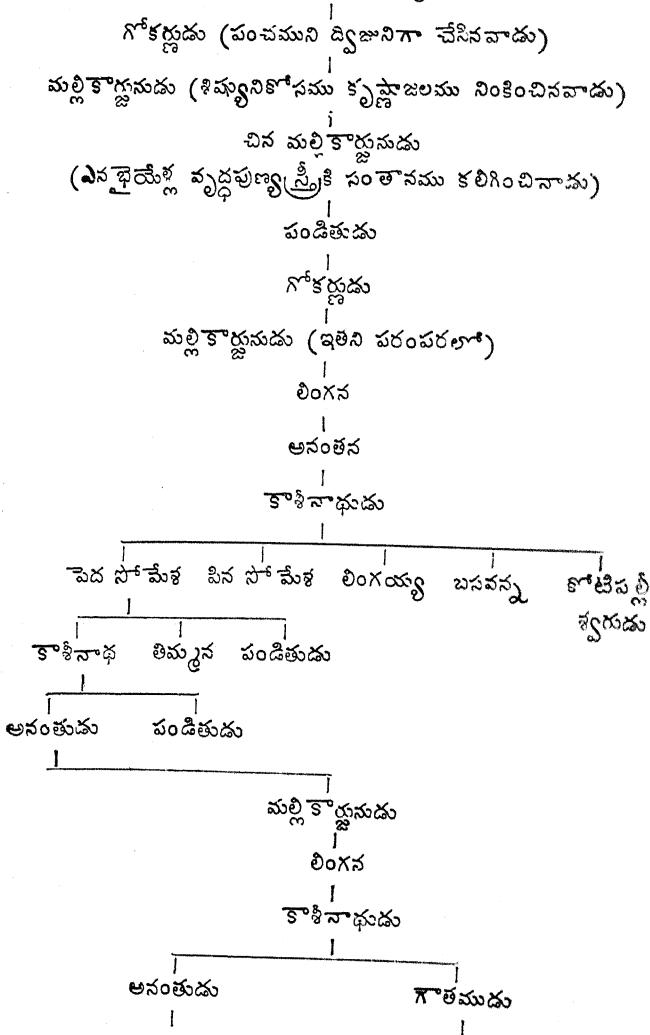 గోకర్ణుడు (పంచముని ద్విజునిగా చేసినవాడు)
మల్లికార్జునుడు (శిష్యునికోసము కృష్ణాజలము నింకించినవాడు)
చిన మల్లికార్జునుడు
(ఎనభైయేళ్ల వృద్ధపుణ్యస్త్రీకి సంతానము కలిగించినాడు)
పండితుడు
గోకర్ణుడు
మల్లికార్జునుడు (ఇతని పరంపరలో)
లింగన
అనంతన
కాశీనాథుడు
పెద సోమేశ పిన సోమేశ లింగయ్య బసవన్న కోటిపల్లీ
శ్వరుడు
కాశీనాథ తిమ్మన పండితుడు
అనంతుడు పండితుడు
మల్లికార్జునుడు
లింగన
కాశీనాథుడు
అనంతుడు గౌతముడు